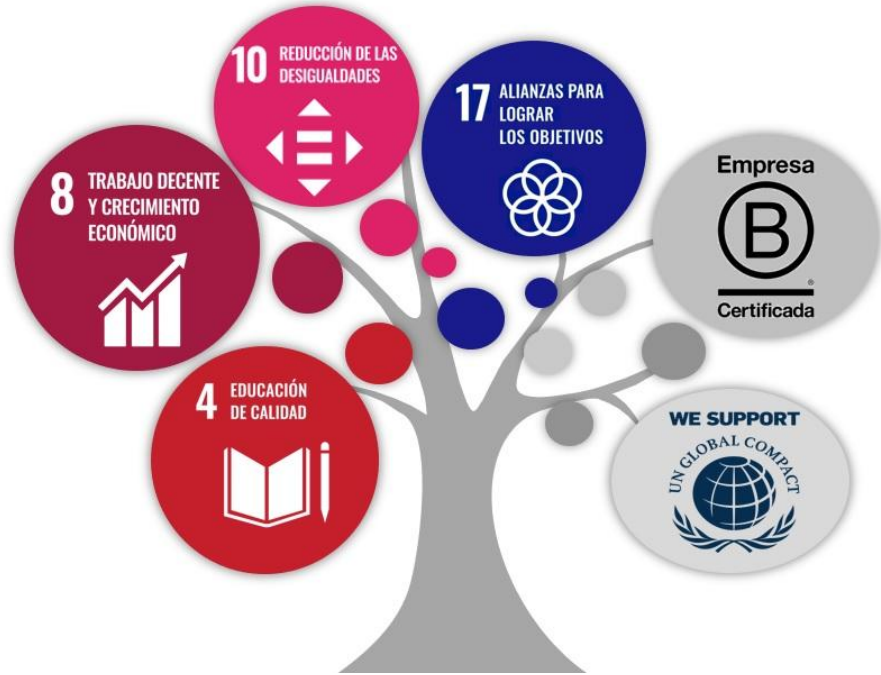 10 REDUCCIÓN DE LAS
DESIGUALDADES
17 ALIANZAS PARA
LOGRAR
LOS OBJETIVOS
8 TRABAJO DECENTE
Y CRECIMIENTO
ECONÓMICO
Empresa
B
®
Certificada
4 EDUCACIÓN
DE CALIDAD
WE SUPPORT
UN GLOBAL COMPACT